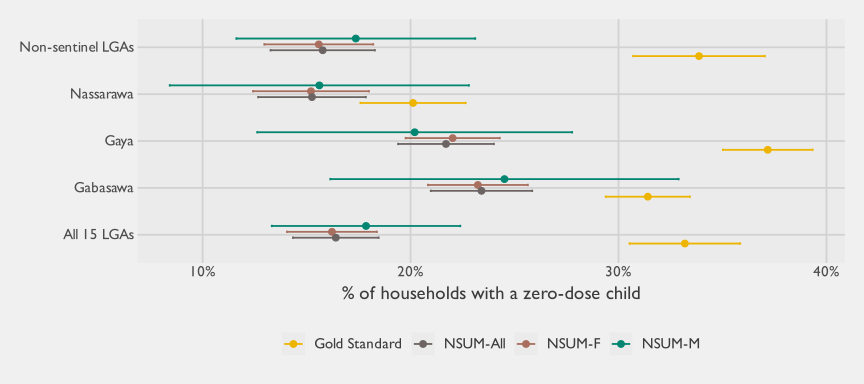 Non-sentinel LGAs
Nassarawa
Gaya
Gabasawa
All 15 LGAs
10% 20% 30% 40%
% of households with a zero-dose child
Gold Standard NSUM-All NSUM-F NSUM-M